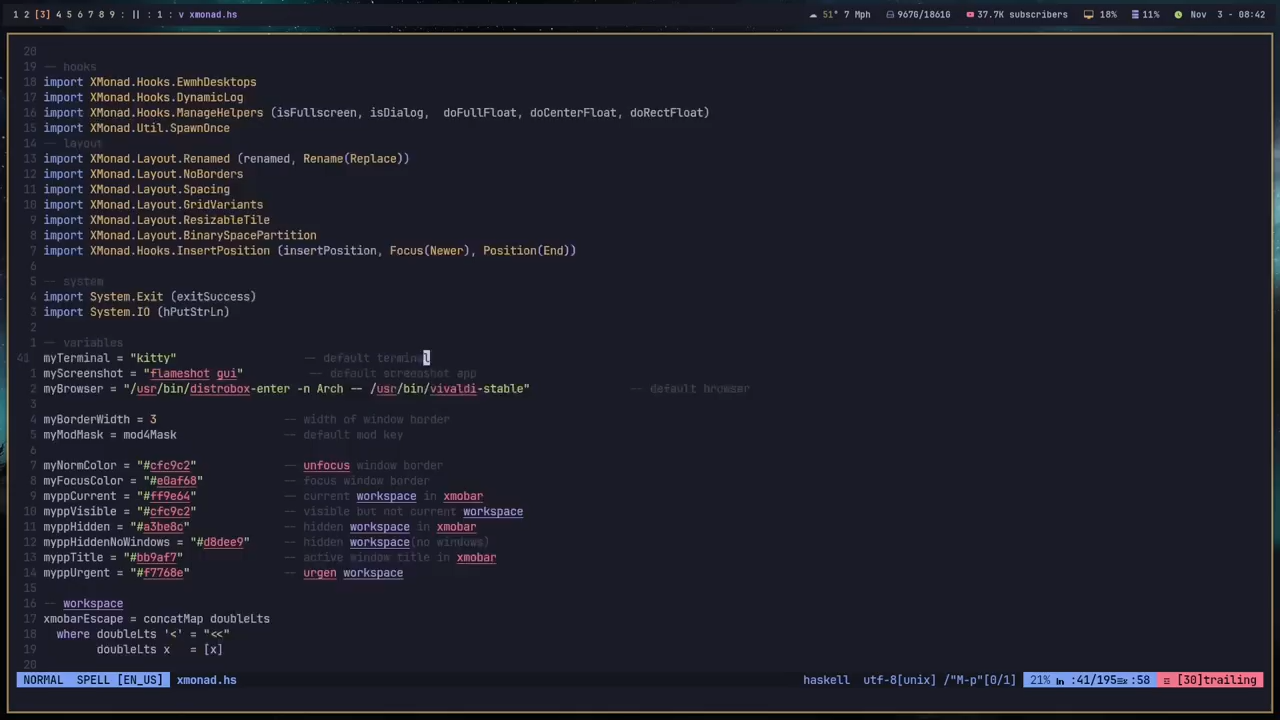 1 2 [3] 4 5 6 7 8 9 : || : 1 : v xmonad.hs 51° 7 Mph 967G/1861G 37.7K subscribers 18% 11% Nov 3 - 08:42
20
19 -- hooks
18 import XMonad.Hooks.EwmhDesktops
17 import XMonad.Hooks.DynamicLog
16 import XMonad.Hooks.ManageHelpers (isFullscreen, isDialog,  doFullFloat, doCenterFloat, doRectFloat)
15 import XMonad.Util.SpawnOnce
14 -- layout
13 import XMonad.Layout.Renamed (renamed, Rename(Replace))
12 import XMonad.Layout.NoBorders
11 import XMonad.Layout.Spacing
10 import XMonad.Layout.GridVariants
9 import XMonad.Layout.ResizableTile
8 import XMonad.Layout.BinarySpacePartition
7 import XMonad.Hooks.InsertPosition (insertPosition, Focus(Newer), Position(End))
6
5 -- system
4 import System.Exit (exitSuccess)
3 import System.IO (hPutStrLn)
2
1 -- variables
41 myTerminal = "kitty" -- default terminal
1 myScreenshot = "flameshot gui" -- default screenshot app
2 myBrowser = "/usr/bin/distrobox-enter -n Arch -- /usr/bin/vivaldi-stable" -- default browser
3
4 myBorderWidth = 3 -- width of window border
5 myModMask = mod4Mask -- default mod key
6
7 myNormColor = "#cfc9c2" -- unfocus window border
8 myFocusColor = "#e0af68" -- focus window border
9 myppCurrent = "#ff9e64" -- current workspace in xmobar
10 myppVisible = "#cfc9c2" -- visible but not current workspace
11 myppHidden = "#a3be8c" -- hidden workspace in xmobar
12 myppHiddenNoWindows = "#d8dee9" -- hidden workspace(no windows)
13 myppTitle = "#bb9af7" -- active window title in xmobar
14 myppUrgent = "#f7768e" -- urgen workspace
15
16 -- workspace
17 xmobarEscape = concatMap doubleLts
18   where doubleLts '<' = "<<"
19         doubleLts x   = [x]
20
NORMAL SPELL [EN_US] xmonad.hs haskell utf-8[unix] /"M-p"[0/1] 21% :41/195 :58 [30]trailing